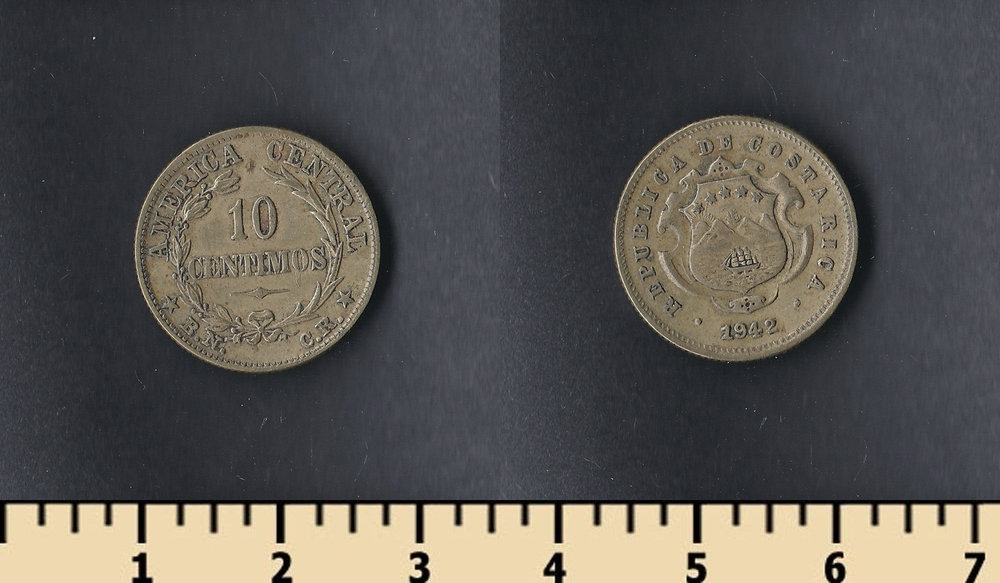 AMERICA CENTRAL
10
CENTIMOS
B.N. C.R.
REPUBLICA DE COSTA RICA
1942
1 2 3 4 5 6 7